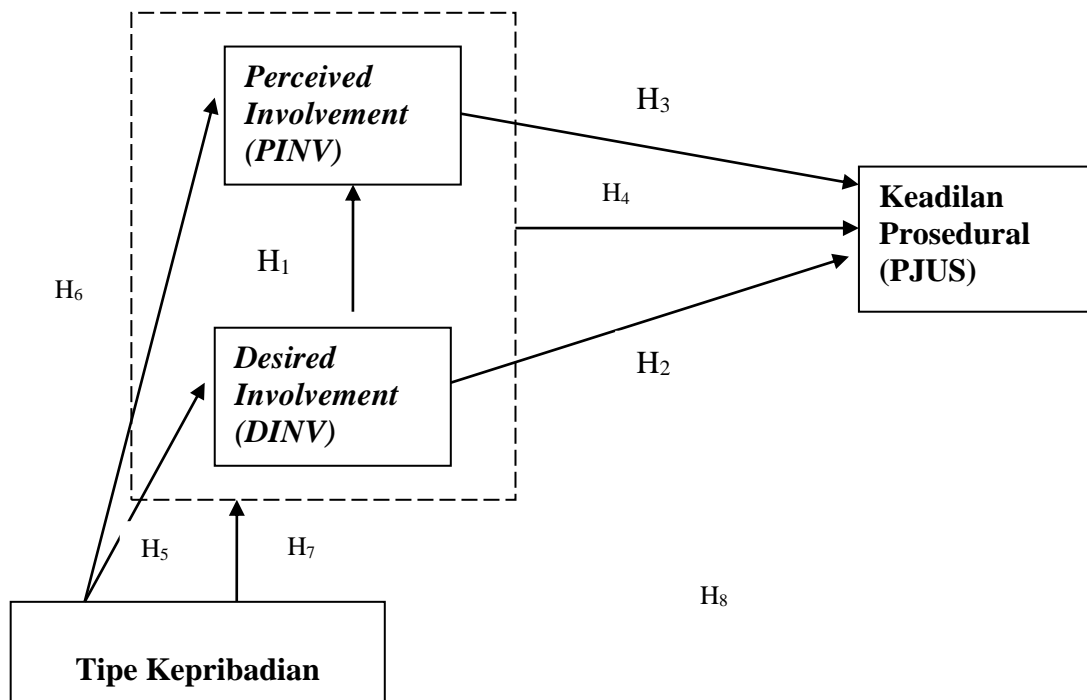 Perceived
Involvement
(PINV)
H3
Keadilan
Prosedural
(PJUS)
H4
H1
H6
Desired
Involvement
(DINV)
H2
H5
H7
H8
Tipe Kepribadian